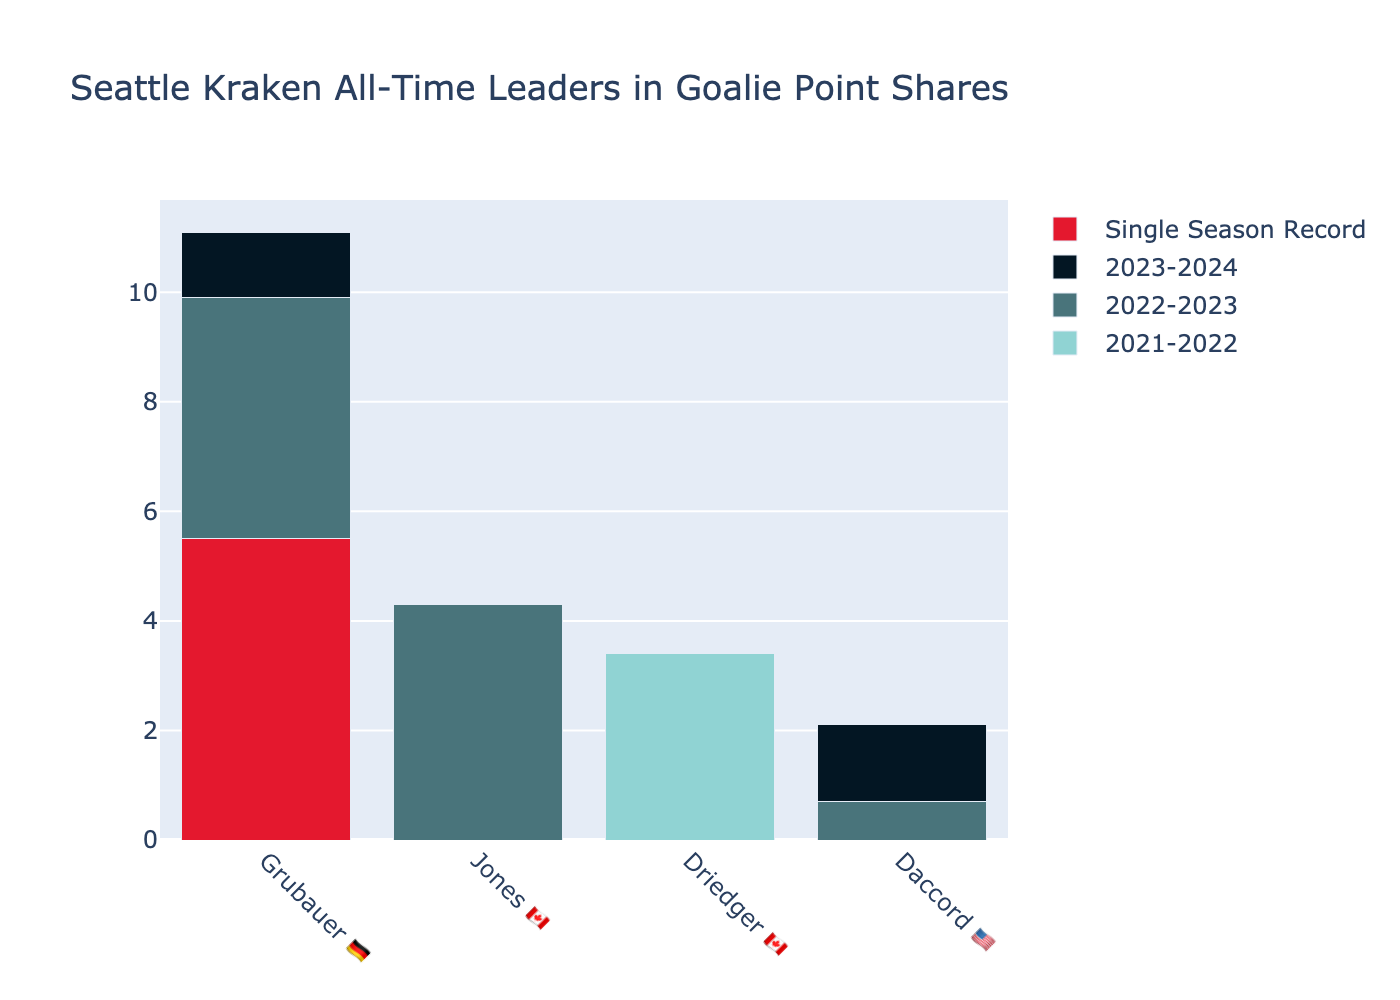 Seattle Kraken All-Time Leaders in Goalie Point Shares
Single Season Record
2023-2024
2022-2023
2021-2022
10
8
6
4
2
0
Grubauer 🇩🇪
Jones 🇨🇦
Driedger 🇨🇦
Daccord 🇺🇸